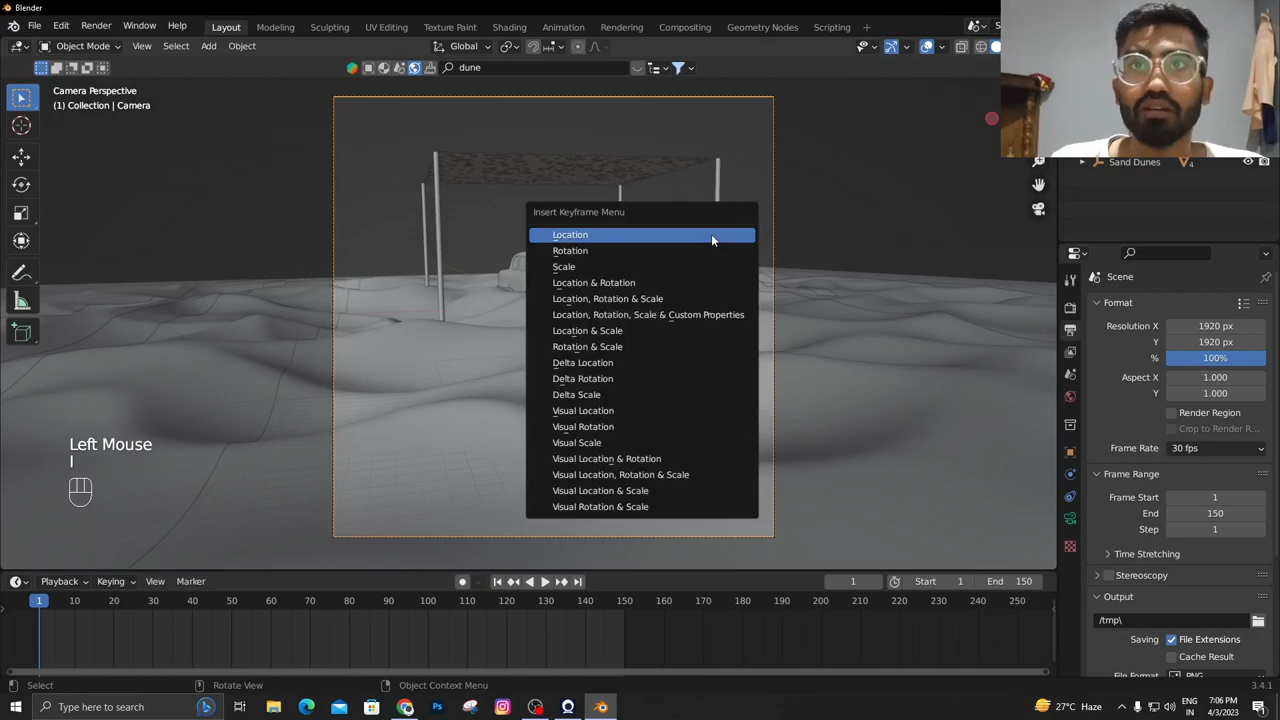 Blender
File Edit Render Window Help Layout Modeling Sculpting UV Editing Texture Paint Shading Animation Rendering Compositing Geometry Nodes Scripting +
Object Mode View Select Add Object Global
dune
Camera Perspective
(1) Collection | Camera
Sand Dunes 4
Insert Keyframe Menu
Location
Rotation
Scale
Location & Rotation
Location, Rotation & Scale
Location, Rotation, Scale & Custom Properties
Location & Scale
Rotation & Scale
Delta Location
Delta Rotation
Delta Scale
Visual Location
Visual Rotation
Visual Scale
Visual Location & Rotation
Visual Location, Rotation & Scale
Visual Location & Scale
Visual Rotation & Scale
Left Mouse
I
Scene
Format
Resolution X 1920 px
Y 1920 px
% 100%
Aspect X 1.000
Y 1.000
Render Region
Crop to Render R...
Frame Rate 30 fps
Frame Range
Frame Start 1
End 150
Step 1
Time Stretching
Stereoscopy
Output
/tmp\
Saving File Extensions
Cache Result
Playback Keying View Marker 1 Start 1 End 150
1 10 20 30 40 50 60 70 80 90 100 110 120 130 140 150 160 170 180 190 200 210 220 230 240 250
Select Rotate View Object Context Menu 3.4.1
Type here to search 27°C Haze ENG 7:06 PM
IN 4/3/2023